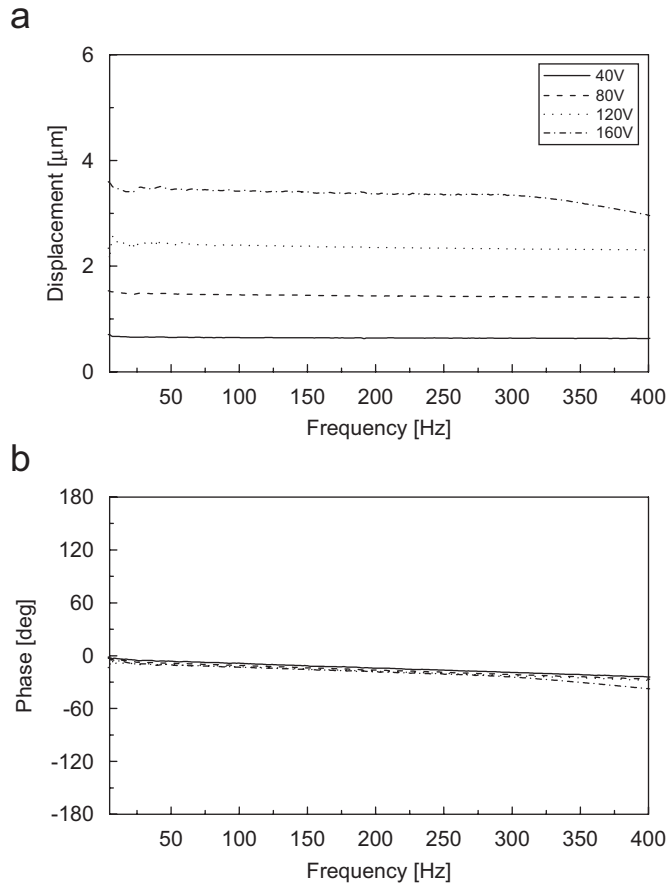 a
6
4
2
0
Displacement [μm]
40V
80V
120V
160V
50 100 150 200 250 300 350 400
Frequency [Hz]
b
180
120
60
0
-60
-120
-180
Phase [deg]
50 100 150 200 250 300 350 400
Frequency [Hz]